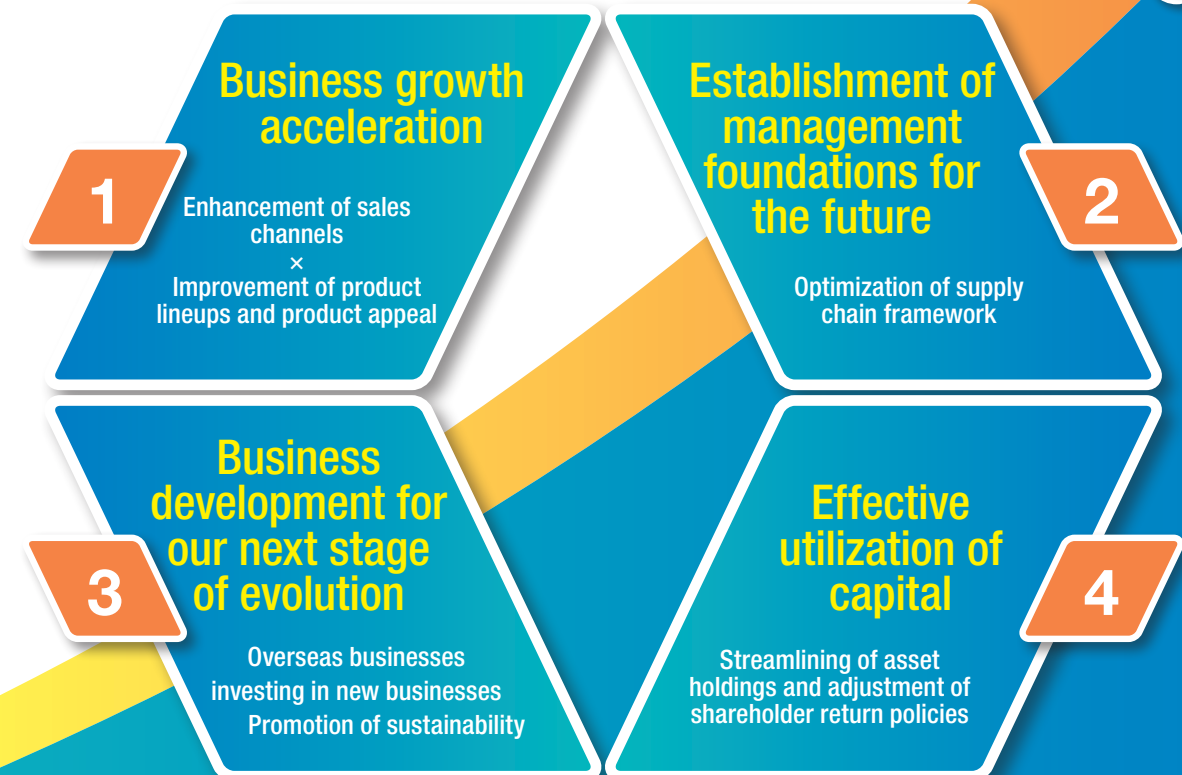 1
Business growth
acceleration
Enhancement of sales
channels
×
Improvement of product
lineups and product appeal
2
Establishment of
management
foundations for
the future
Optimization of supply
chain framework
3
Business
development for
our next stage
of evolution
Overseas businesses
investing in new businesses
Promotion of sustainability
4
Effective
utilization of
capital
Streamlining of asset
holdings and adjustment of
shareholder return policies